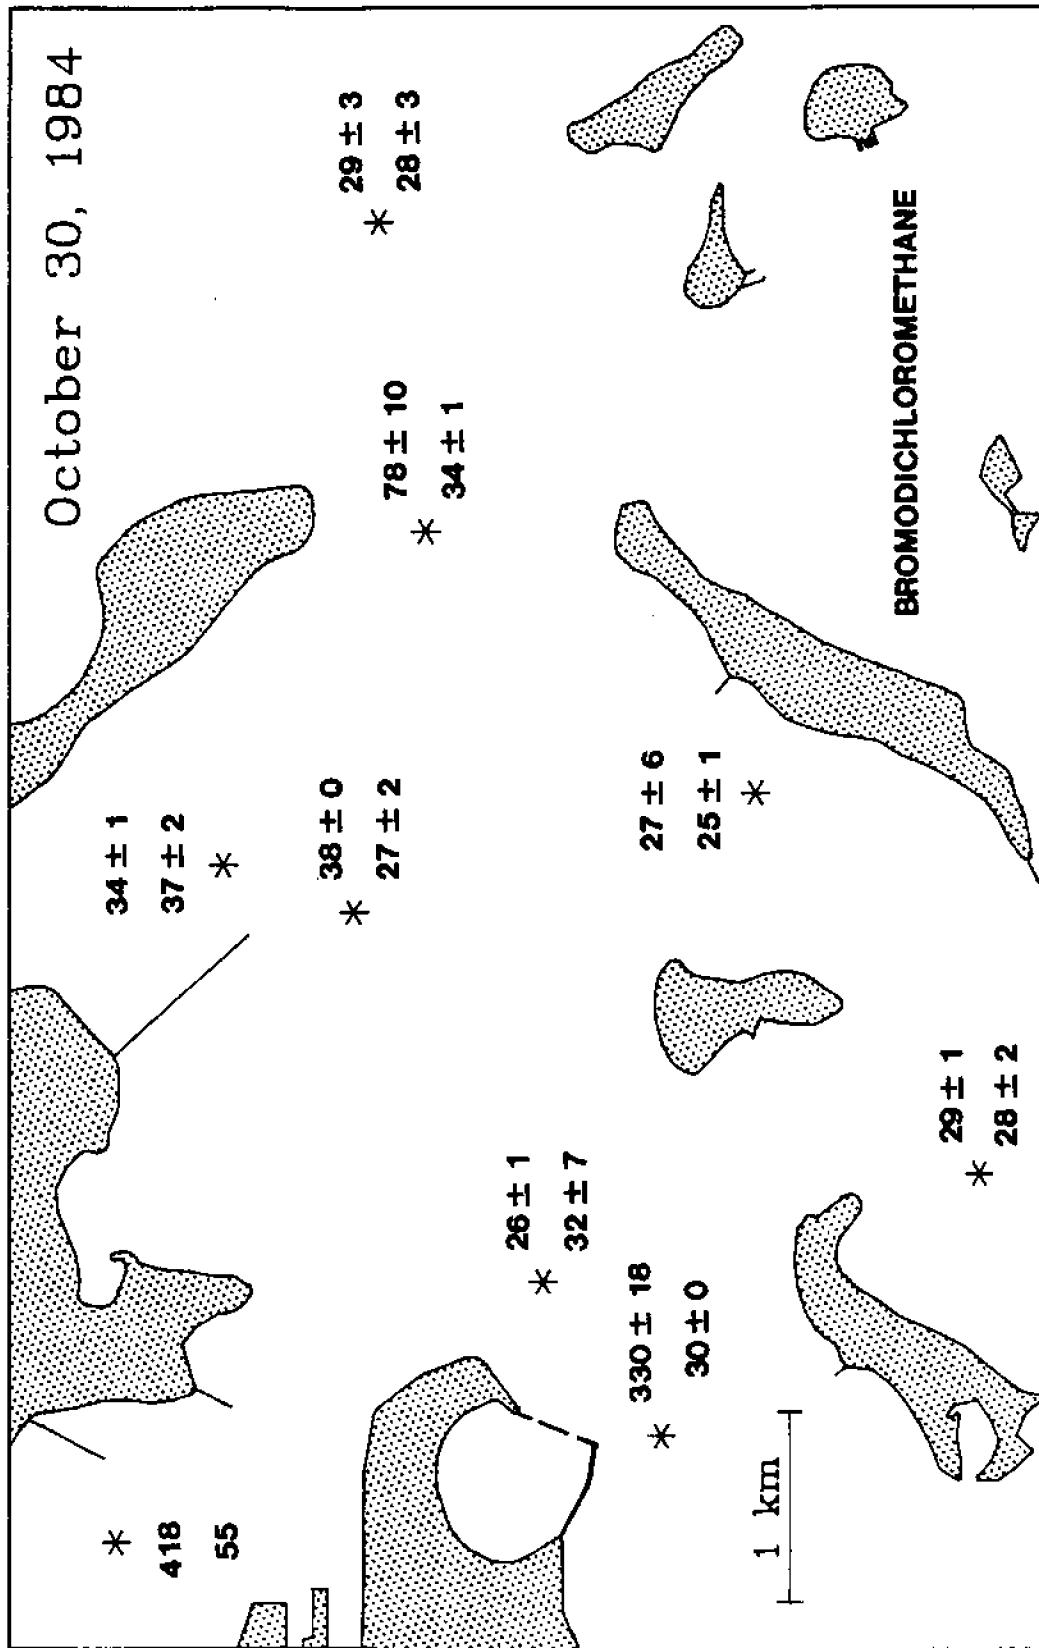 October 30, 1984
34 ± 1
37 ± 2
29 ± 3
28 ± 3
418
55
38 ± 0
27 ± 2
78 ± 10
34 ± 1
26 ± 1
32 ± 7
330 ± 18
30 ± 0
27 ± 6
25 ± 1
1 km
29 ± 1
28 ± 2
BROMODICHLOROMETHANE